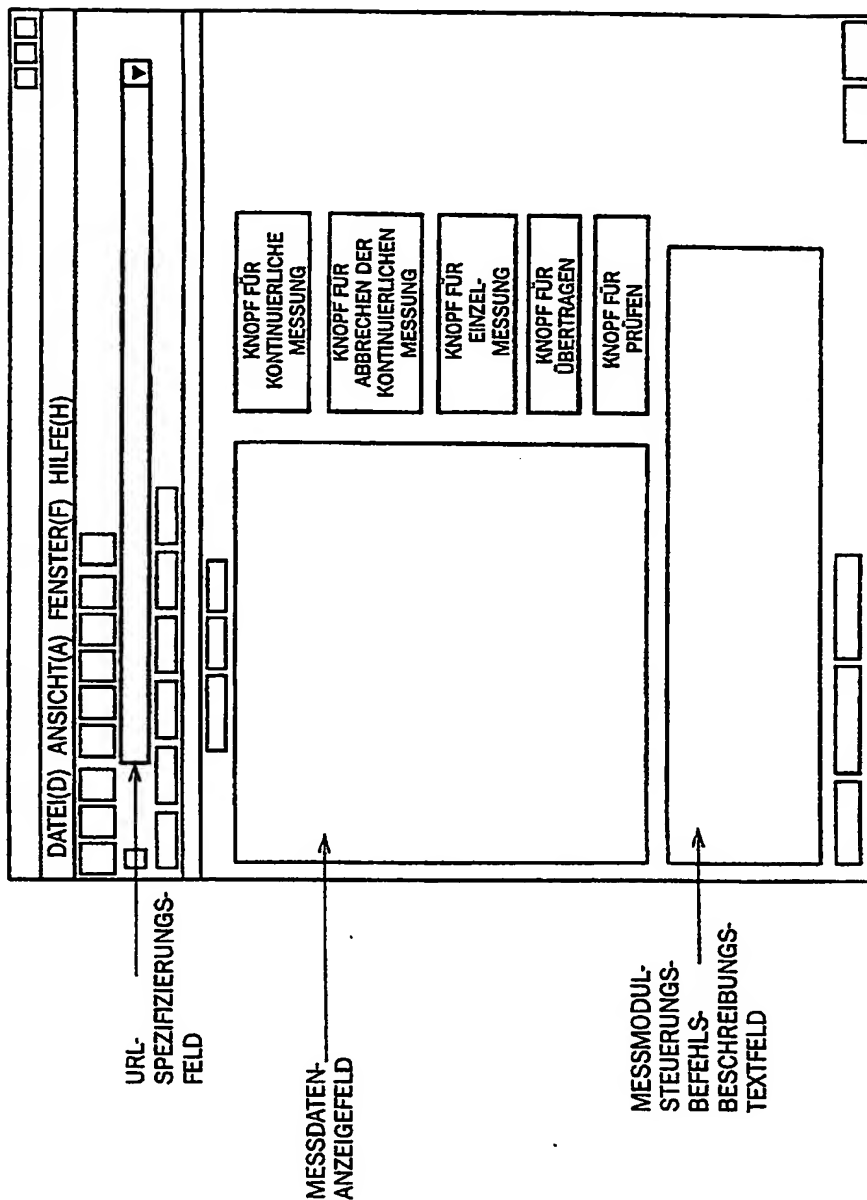 DATEI(D) ANSICHT(A) FENSTER(F) HILFE(H)
URL-
SPEZIFIZIERUNGS-
FELD
MESSDATEN-
ANZEIGEFELD
KNOPF FÜR
KONTINUIERLICHE
MESSUNG
KNOPF FÜR
ABBRECHEN DER
KONTINUIERLICHEN
MESSUNG
KNOPF FÜR
EINZEL-
MESSUNG
KNOPF FÜR
ÜBERTRAGEN
KNOPF FÜR
PRÜFEN
MESSMODUL-
STEUERUNGS-
BEFEHLS-
BESCHREIBUNGS-
TEXTFELD